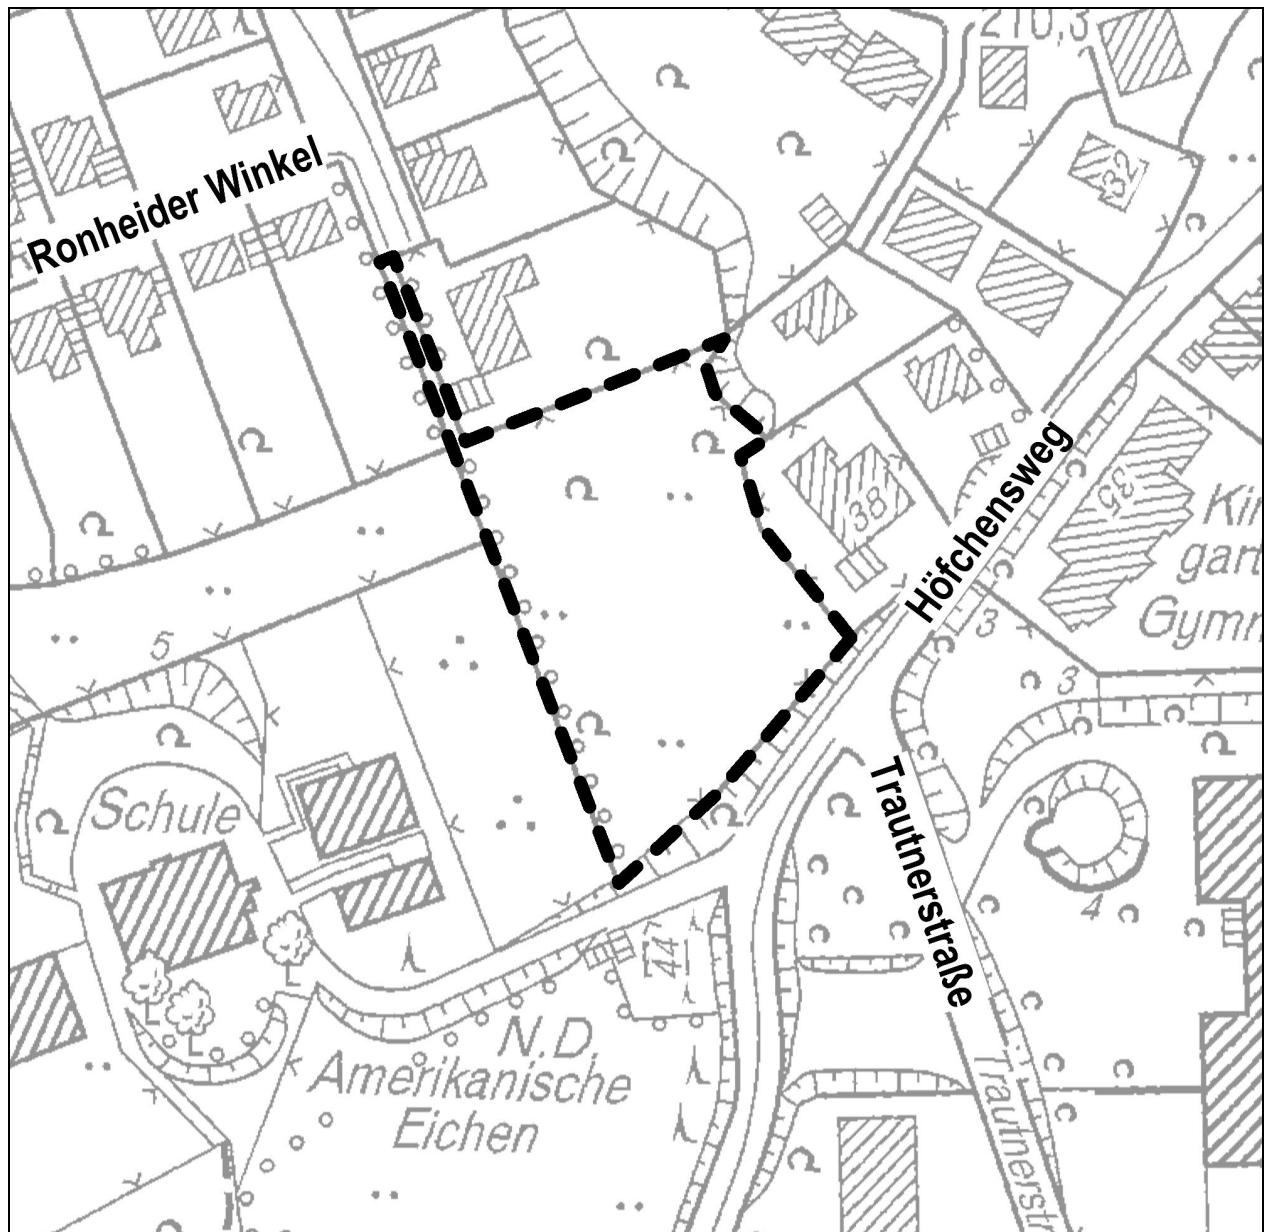 210,3
32
Ronheider Winkel
38
35
Höfchensweg
Kin
gart
Gymn
3
3
5
Schule
Trautnerstraße
4
44
N.D.
Amerikanische
Eichen
Trautnerstr